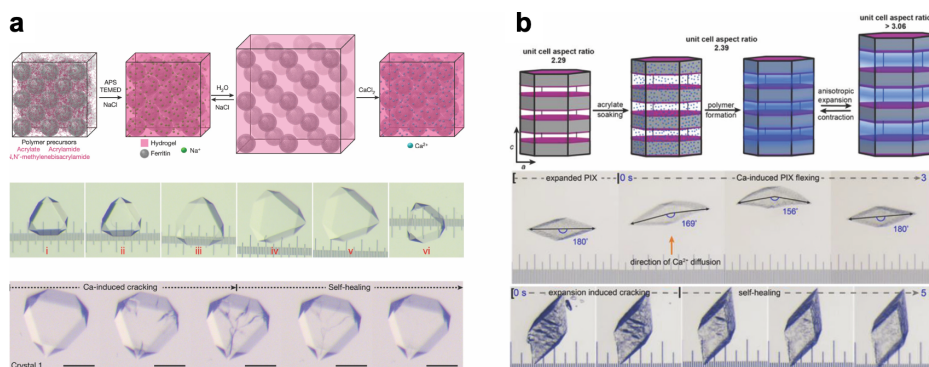 a
APS
TEMED
NaCl
H₂O
NaCl
CaCl₂
Polymer precursors
Acrylate Acrylamide
N,N'-methylenebisacrylamide
Hydrogel
Ferritin
Na⁺
Ca²⁺
i
ii
iii
iv
v
vi
Ca-induced cracking
Self-healing
Crystal 1
b
unit cell aspect ratio
2.29
unit cell aspect ratio
2.39
unit cell aspect ratio
> 3.06
acrylate
soaking
polymer
formation
anisotropic
expansion
contraction
c
a
expanded PIX
0 s
Ca-induced PIX flexing
3
180°
169°
156°
180°
direction of Ca²⁺ diffusion
0 s
expansion induced cracking
self-healing
5